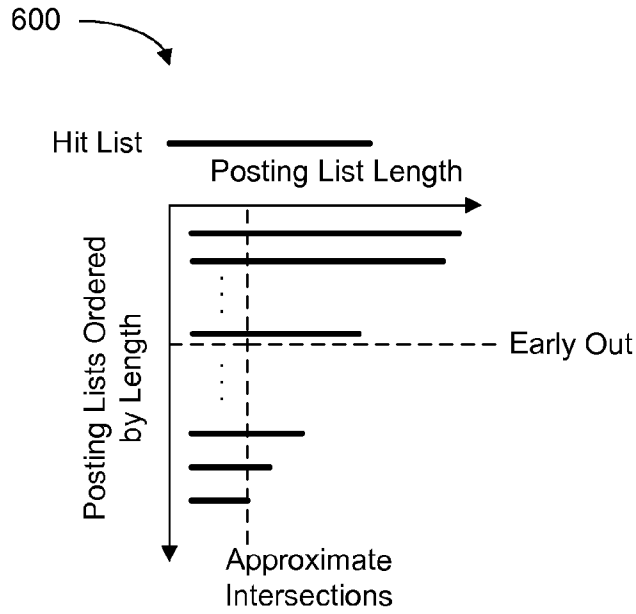 600
Hit List
Posting List Length
Posting Lists Ordered
by Length
Early Out
Approximate
Intersections